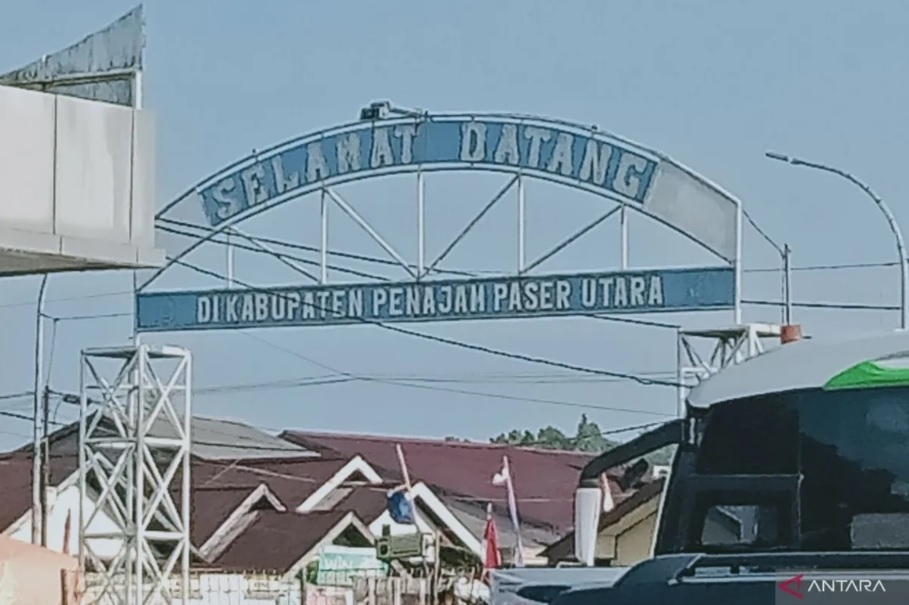 SELAMAT DATANG
DI KABUPATEN PENAJAM PASER UTARA
ANTARA